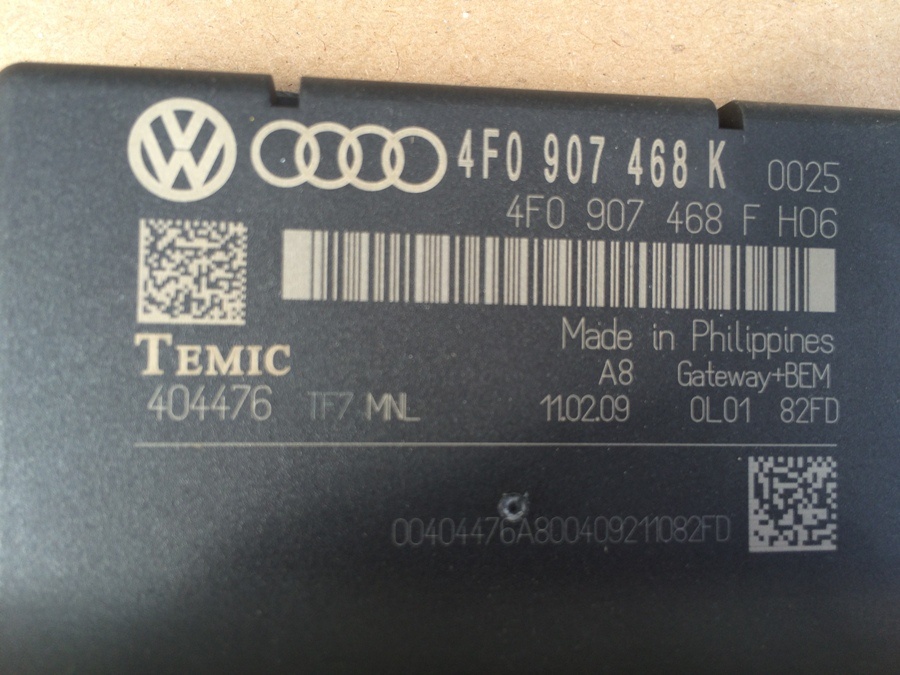 4F0 907 468 K 0025
4F0 907 468 F H06
Made in Philippines
TEMIC A8 Gateway+BEM
404476 TF7 MNL 11.02.09 0L01 82FD
00404476A800409211082FD